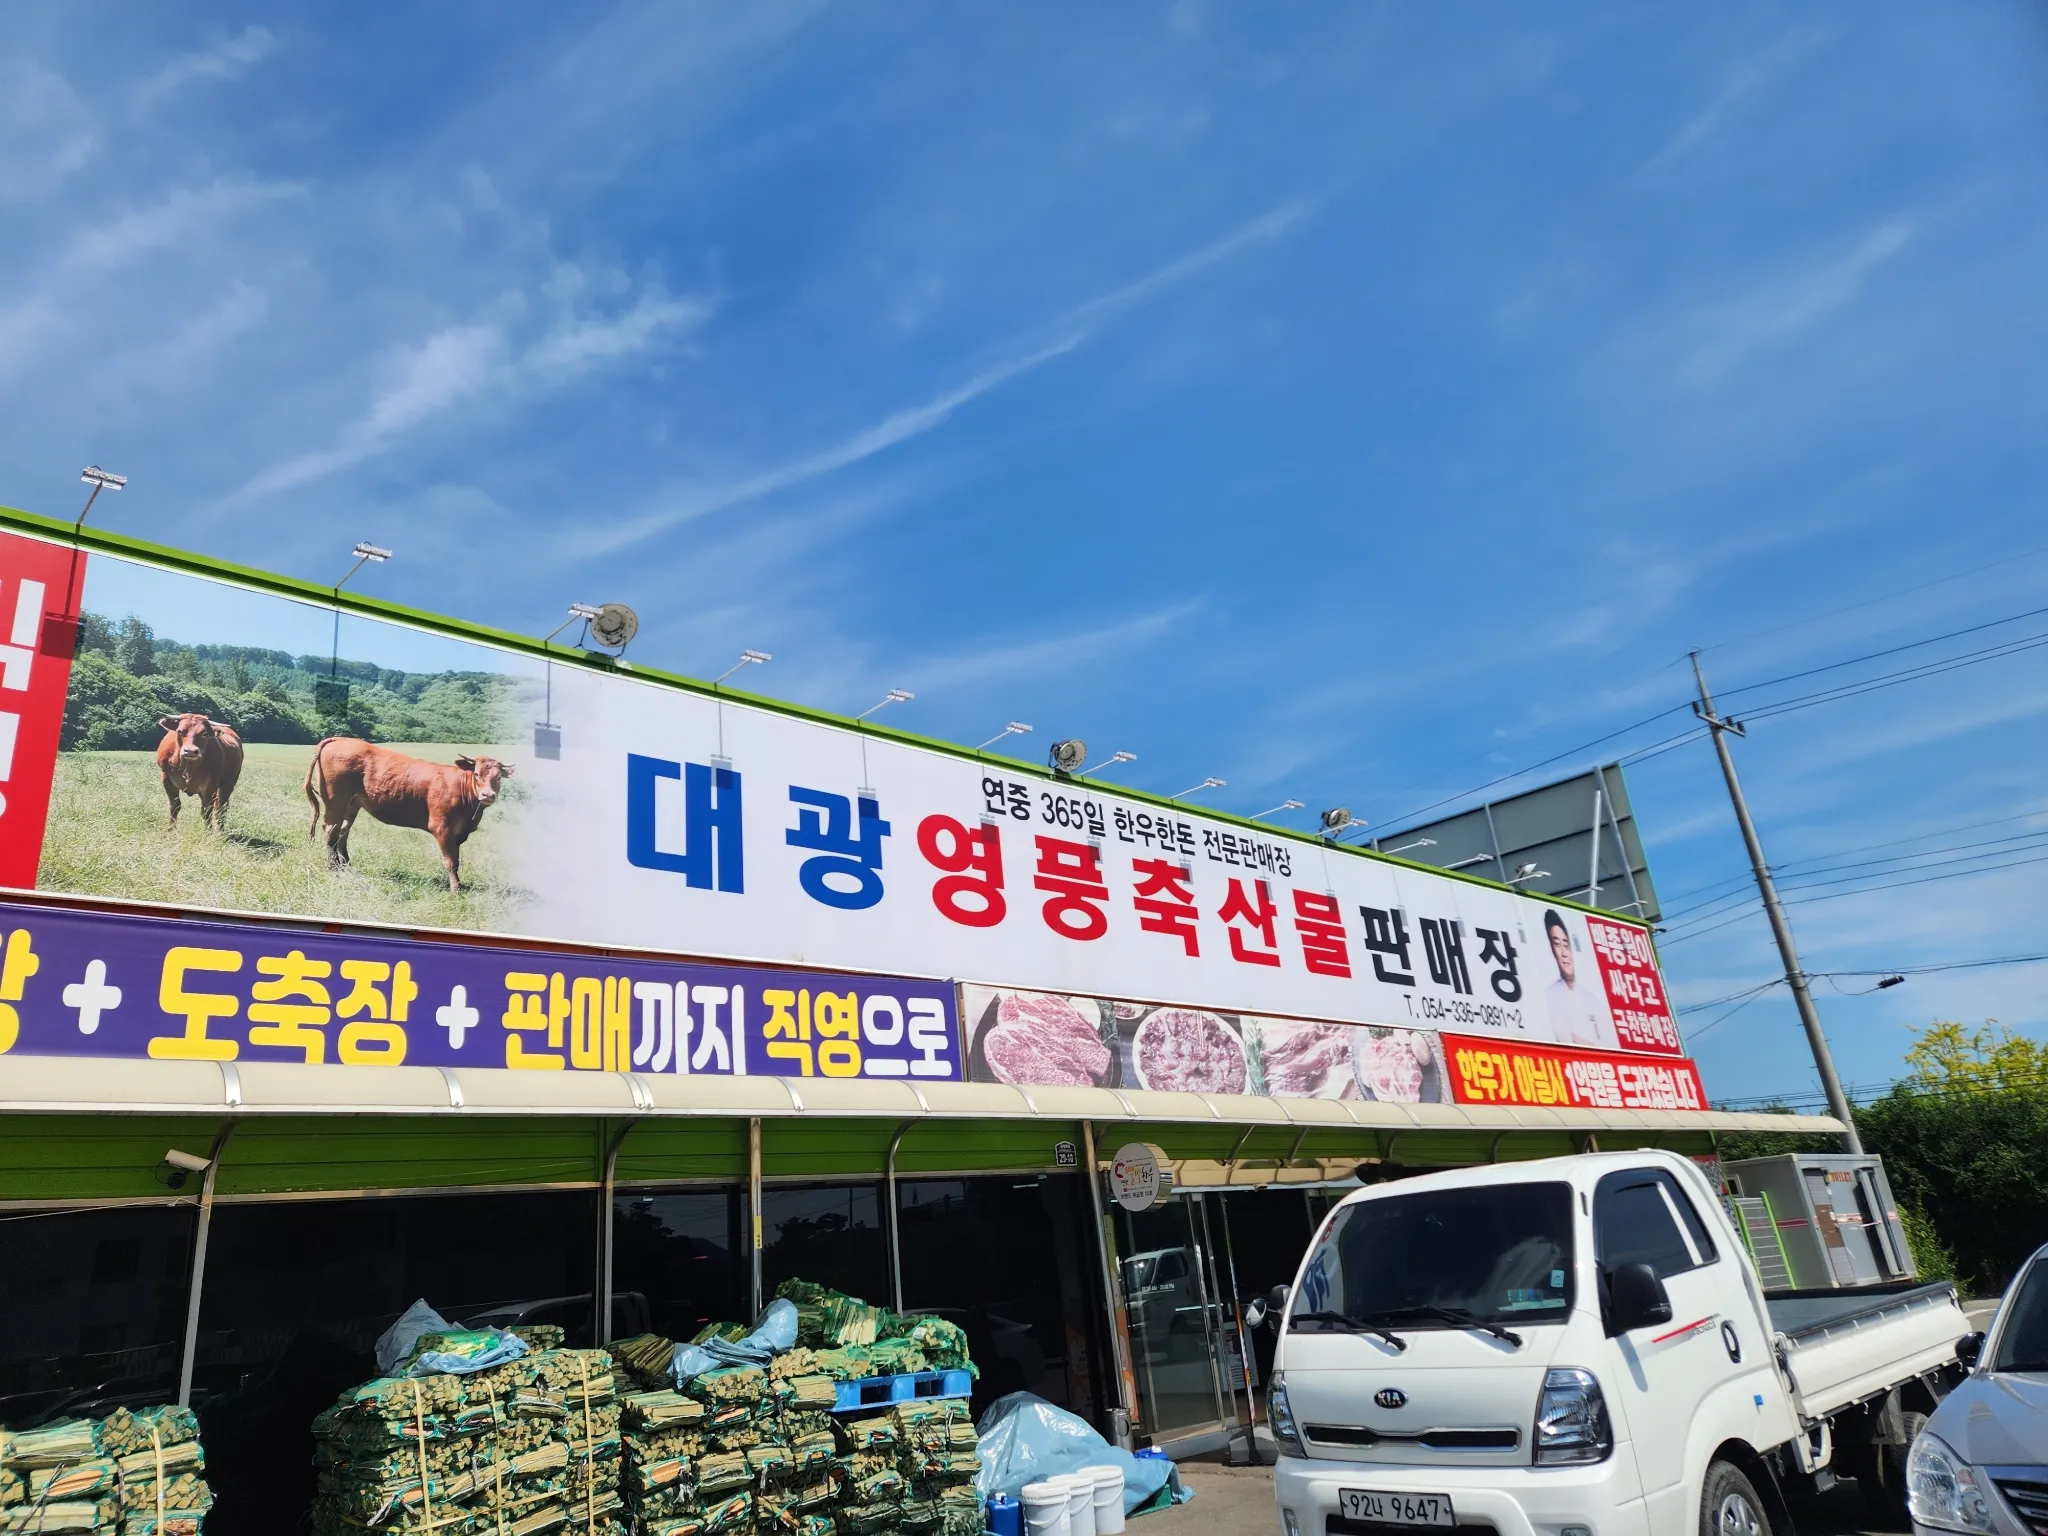 연중 365일 한우한돈 전문판매장
대광영풍축산물판매장
T. 054-336-0891~2
백종원이
싸다고
극찬한매장
+ 도축장 + 판매까지 직영으로
한우가 아닐시 1억원을 드리겠습니다
KIA
92나 9647